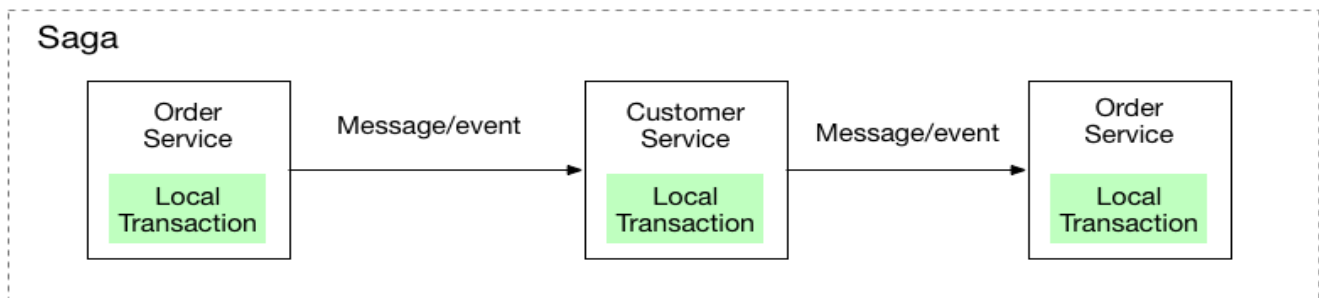 Saga
Order
Service
Local
Transaction
Message/event
Customer
Service
Local
Transaction
Message/event
Order
Service
Local
Transaction